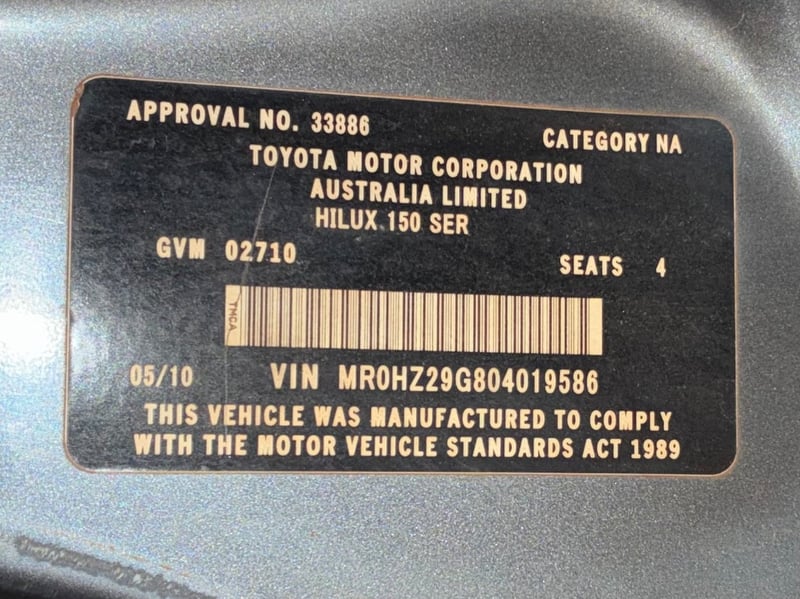 APPROVAL NO. 33886 CATEGORY NA
TOYOTA MOTOR CORPORATION
AUSTRALIA LIMITED
HILUX 150 SER
GVM 02710 SEATS 4
TMCA
05/10 VIN MR0HZ29G804019586
THIS VEHICLE WAS MANUFACTURED TO COMPLY
WITH THE MOTOR VEHICLE STANDARDS ACT 1989